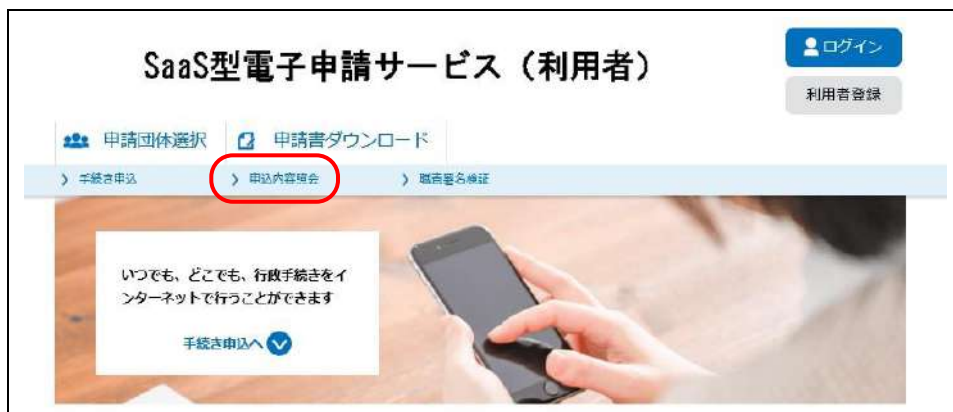 SaaS型電子申請サービス（利用者）
ログイン
利用者登録
申請団体選択
申請書ダウンロード
手続き申込
申込内容照会
職責署名検証
いつでも、どこでも、行政手続きをイ
ンターネットで行うことができます
手続き申込へ